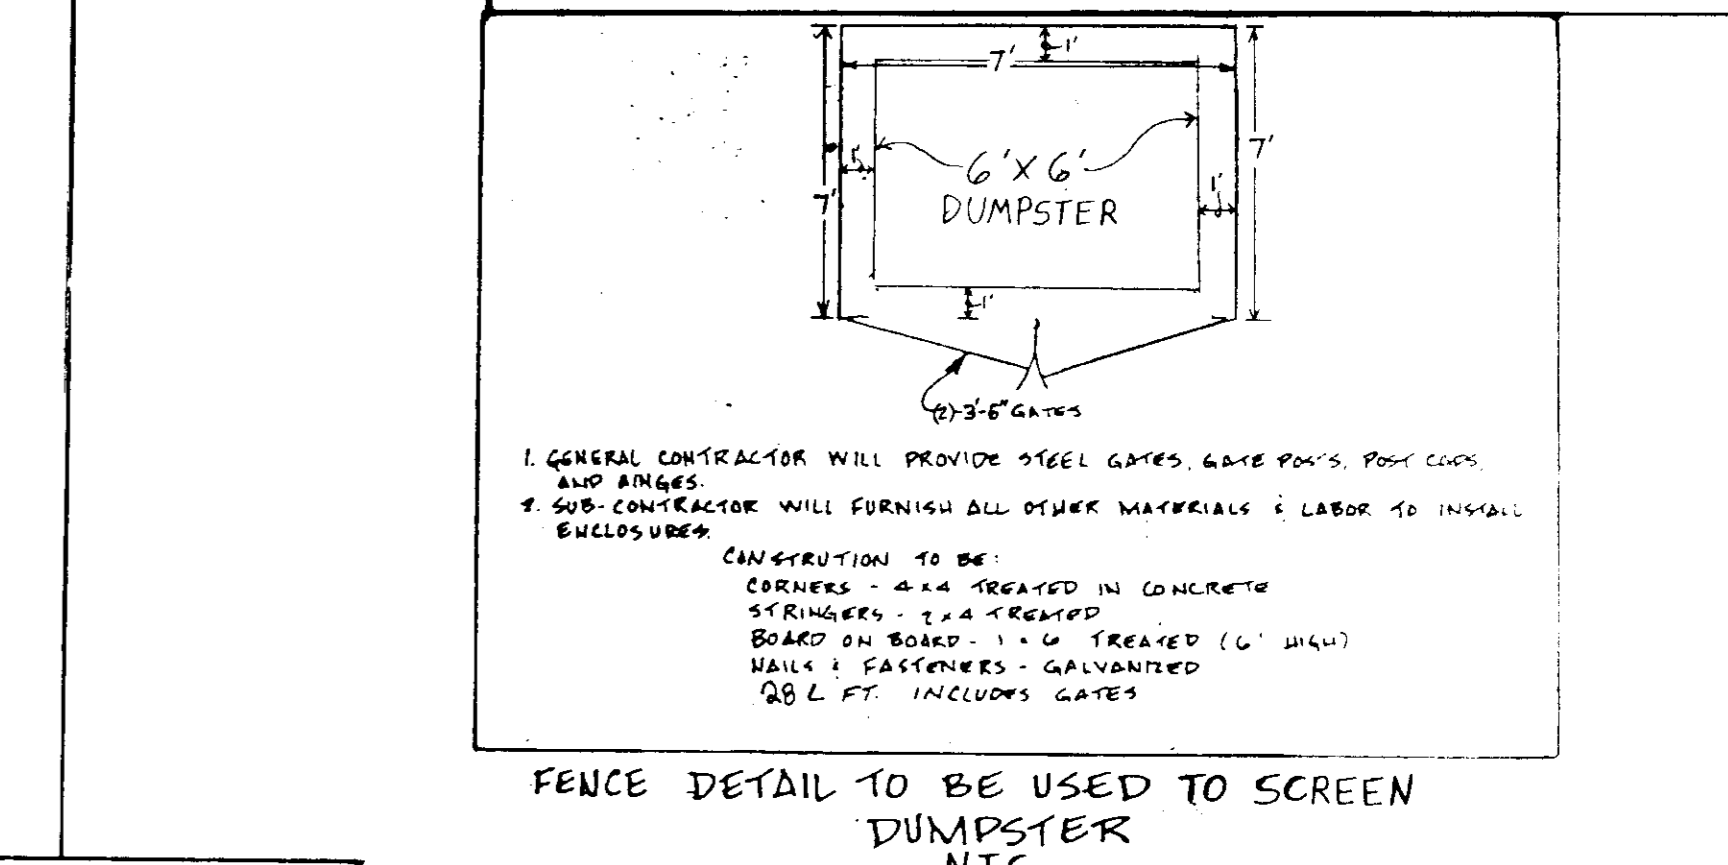 1'
7'
7'
1'
6'X6'
DUMPSTER
1'
7'
1'
(2)-3'-6" GATES
1. GENERAL CONTRACTOR WILL PROVIDE STEEL GATES, GATE POSTS, POST CAPS,
AND HINGES.
2. SUB-CONTRACTOR WILL FURNISH ALL OTHER MATERIALS & LABOR TO INSTALL
ENCLOSURES.
CONSTRUTION TO BE:
CORNERS - 4x4 TREATED IN CONCRETE
STRINGERS - 2x4 TREATED
BOARD ON BOARD - 1x6 TREATED (6' HIGH)
NAILS & FASTENERS - GALVANIZED
28 L FT. INCLUDES GATES
FENCE DETAIL TO BE USED TO SCREEN
DUMPSTER
NTS